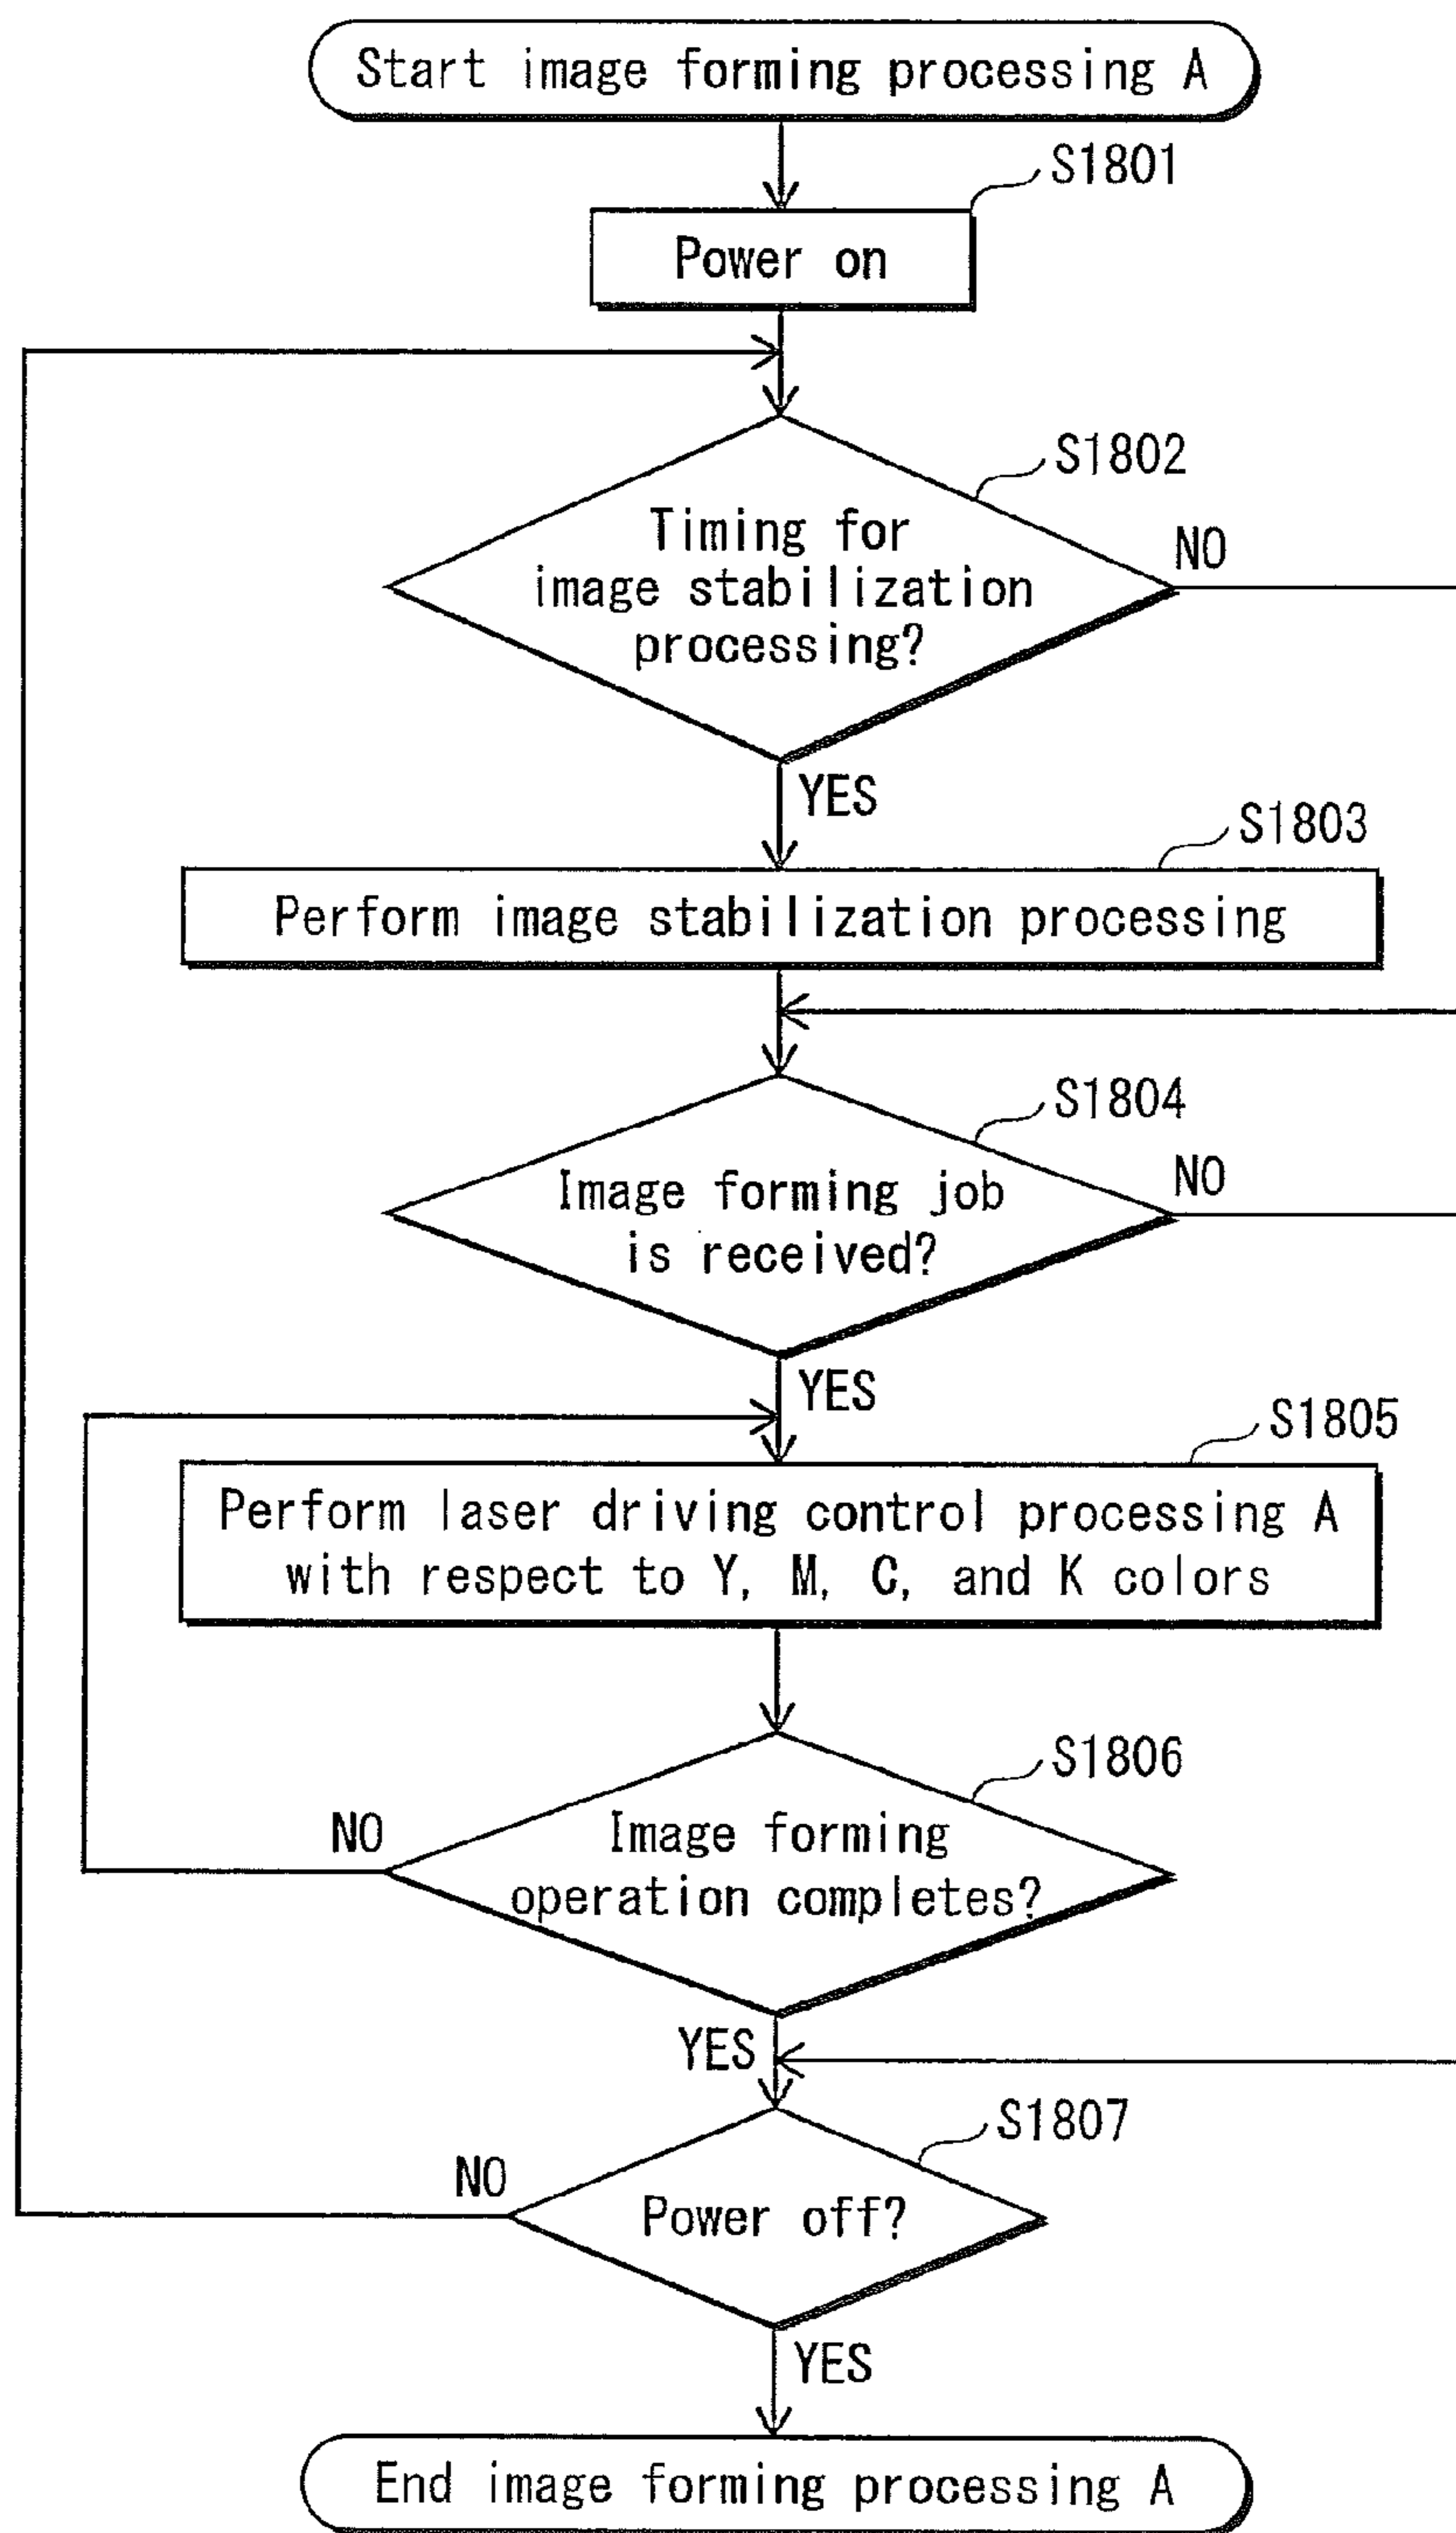 Start image forming processing A
S1801
Power on
S1802
Timing for
image stabilization
processing?
NO
YES
S1803
Perform image stabilization processing
S1804
Image forming job
is received?
NO
YES
S1805
Perform laser driving control processing A
with respect to Y, M, C, and K colors
S1806
Image forming
operation completes?
NO
YES
S1807
Power off?
NO
YES
End image forming processing A